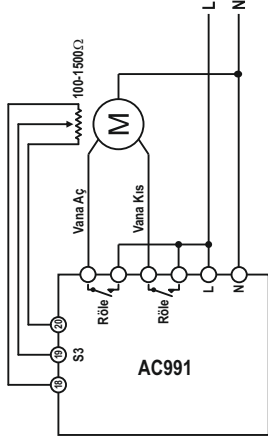 100-1500Ω
M
L
N
Vana Aç
Vana Kıs
Röle
Röle
L
N
20
19
18
S3
AC991